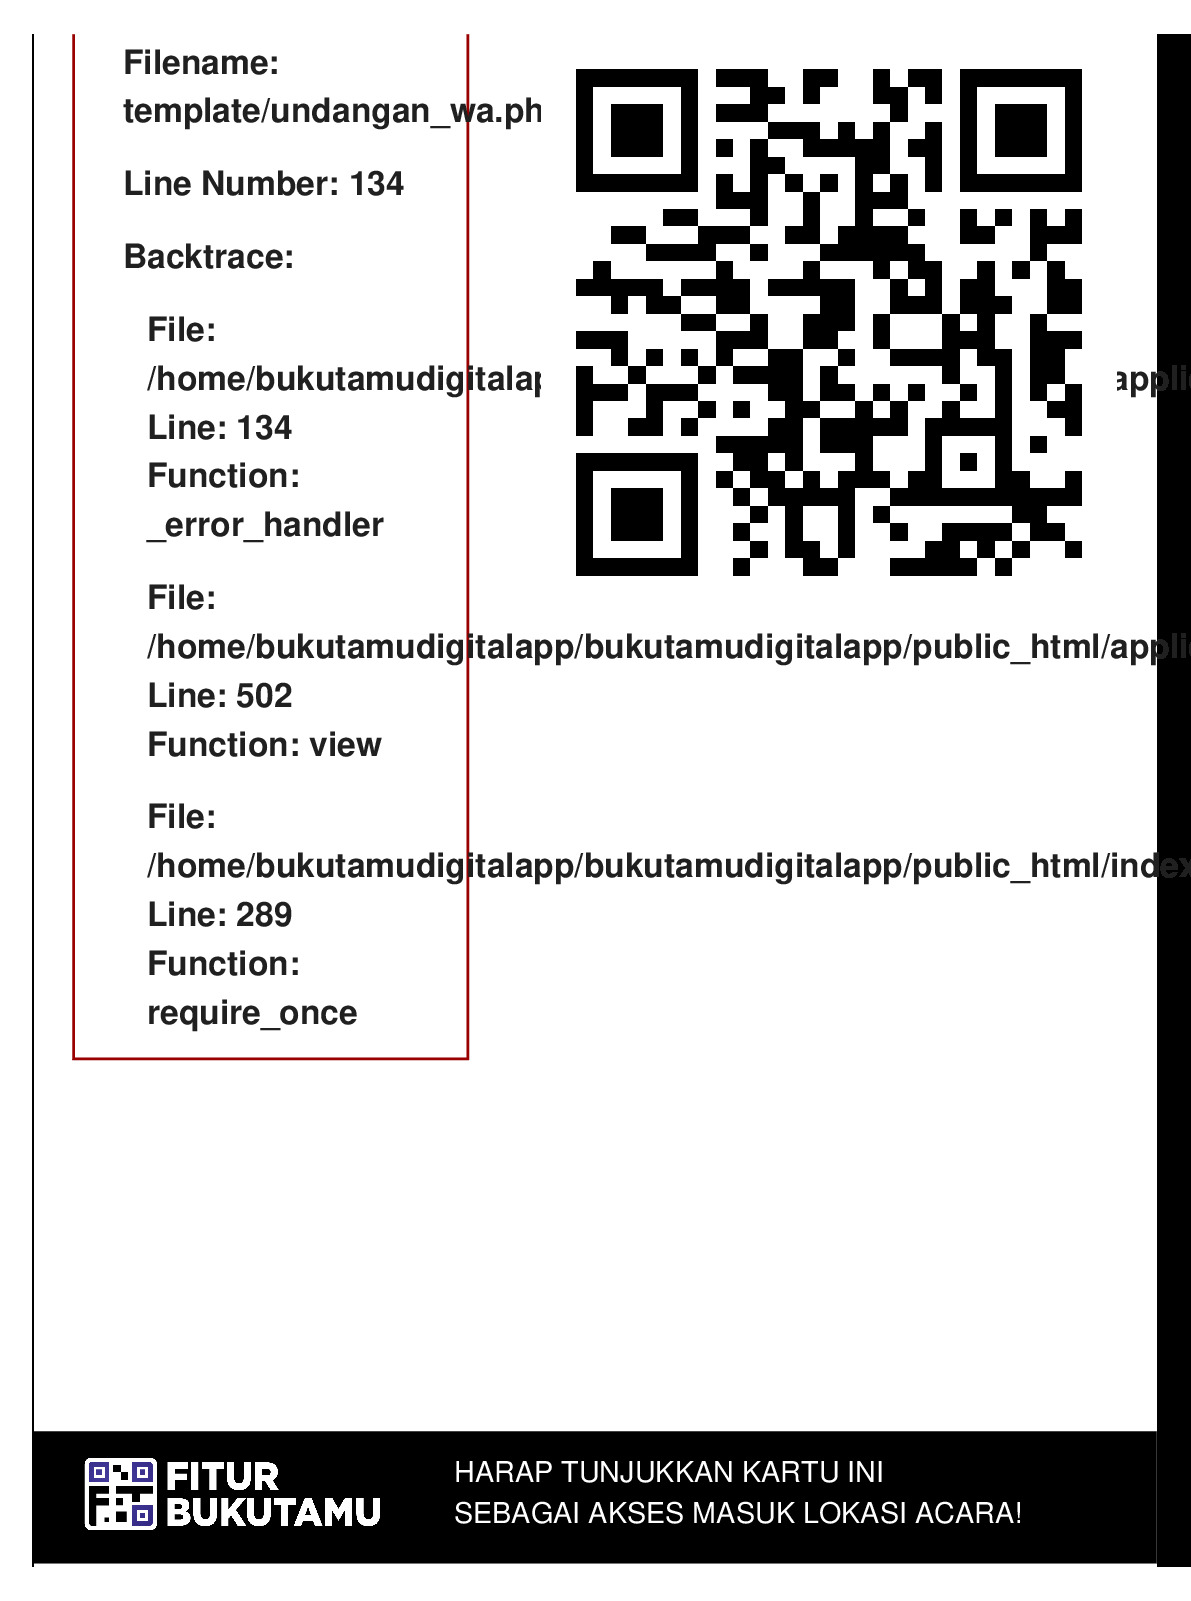 Filename:
template/undangan_wa.ph
Line Number: 134
Backtrace:
File:
/home/bukutamudigitalap appli
Line: 134
Function:
_error_handler
File:
/home/bukutamudigitalapp/bukutamudigitalapp/public_html/appli
Line: 502
Function: view
File:
/home/bukutamudigitalapp/bukutamudigitalapp/public_html/index
Line: 289
Function:
require_once
FITUR
BUKUTAMU
HARAP TUNJUKKAN KARTU INI
SEBAGAI AKSES MASUK LOKASI ACARA!